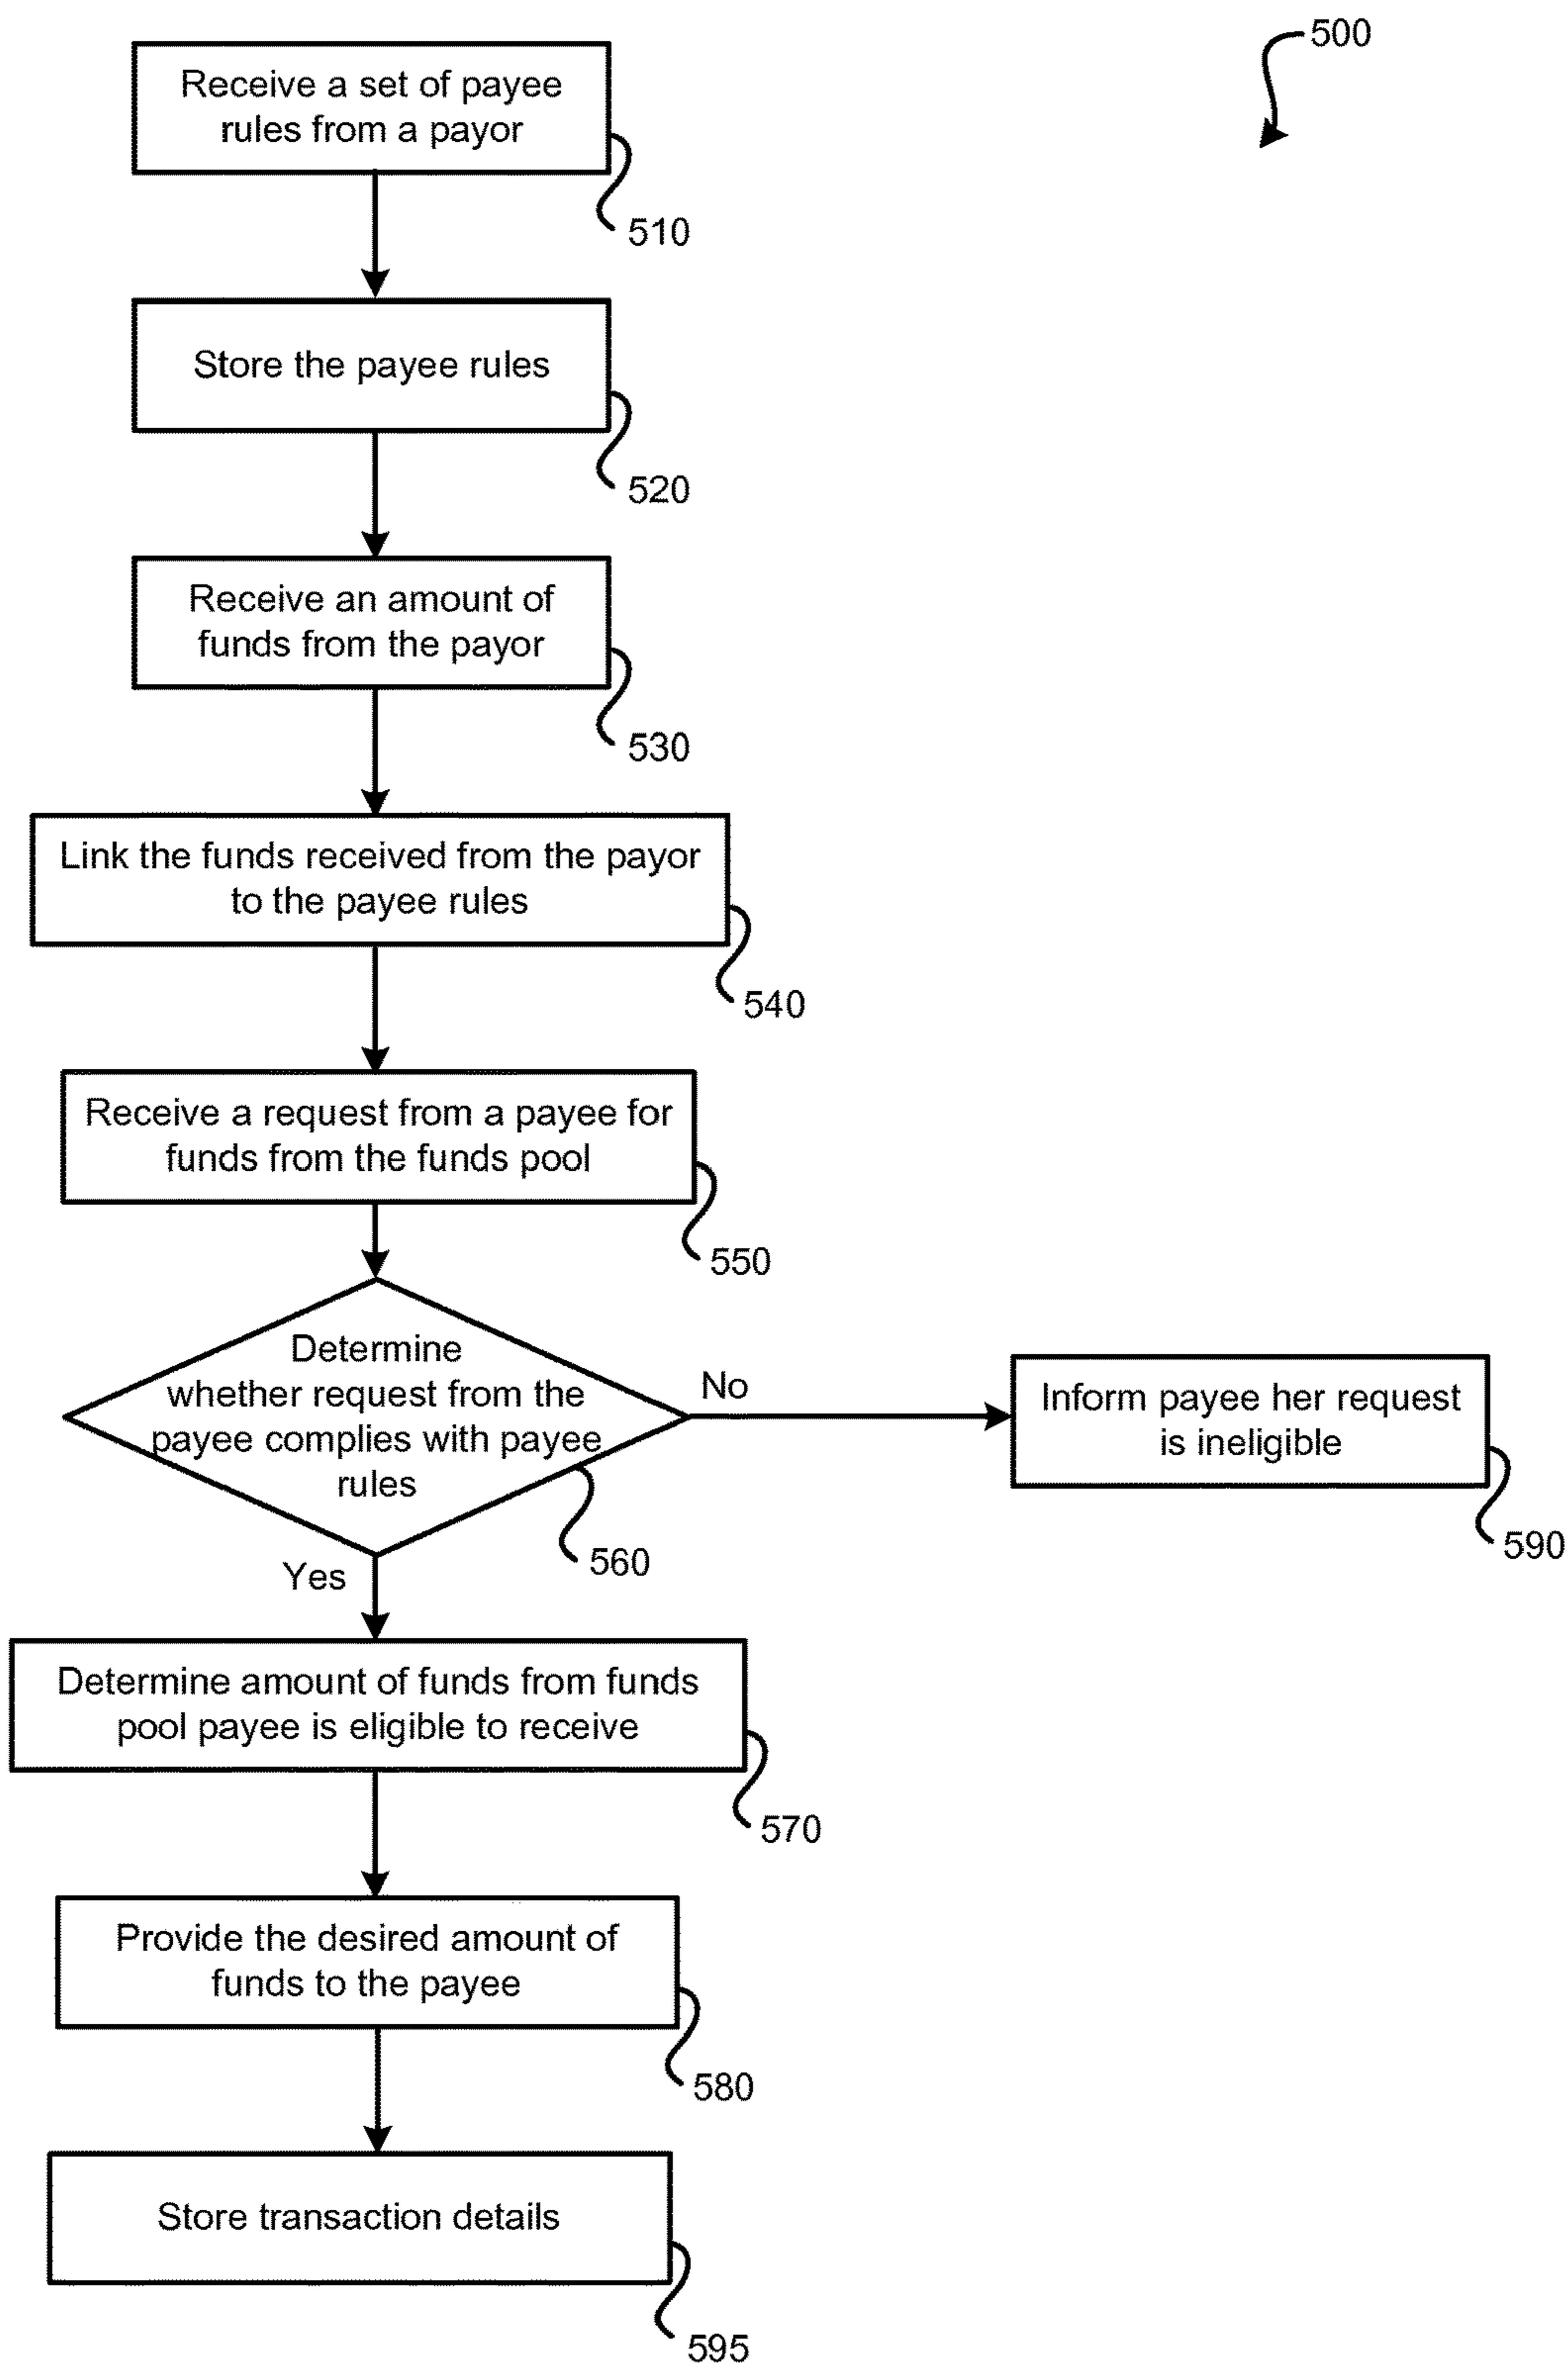 500
Receive a set of payee
rules from a payor
510
Store the payee rules
520
Receive an amount of
funds from the payor
530
Link the funds received from the payor
to the payee rules
540
Receive a request from a payee for
funds from the funds pool
550
Determine
whether request from the
payee complies with payee
rules
560
No
Inform payee her request
is ineligible
590
Yes
Determine amount of funds from funds
pool payee is eligible to receive
570
Provide the desired amount of
funds to the payee
580
Store transaction details
595